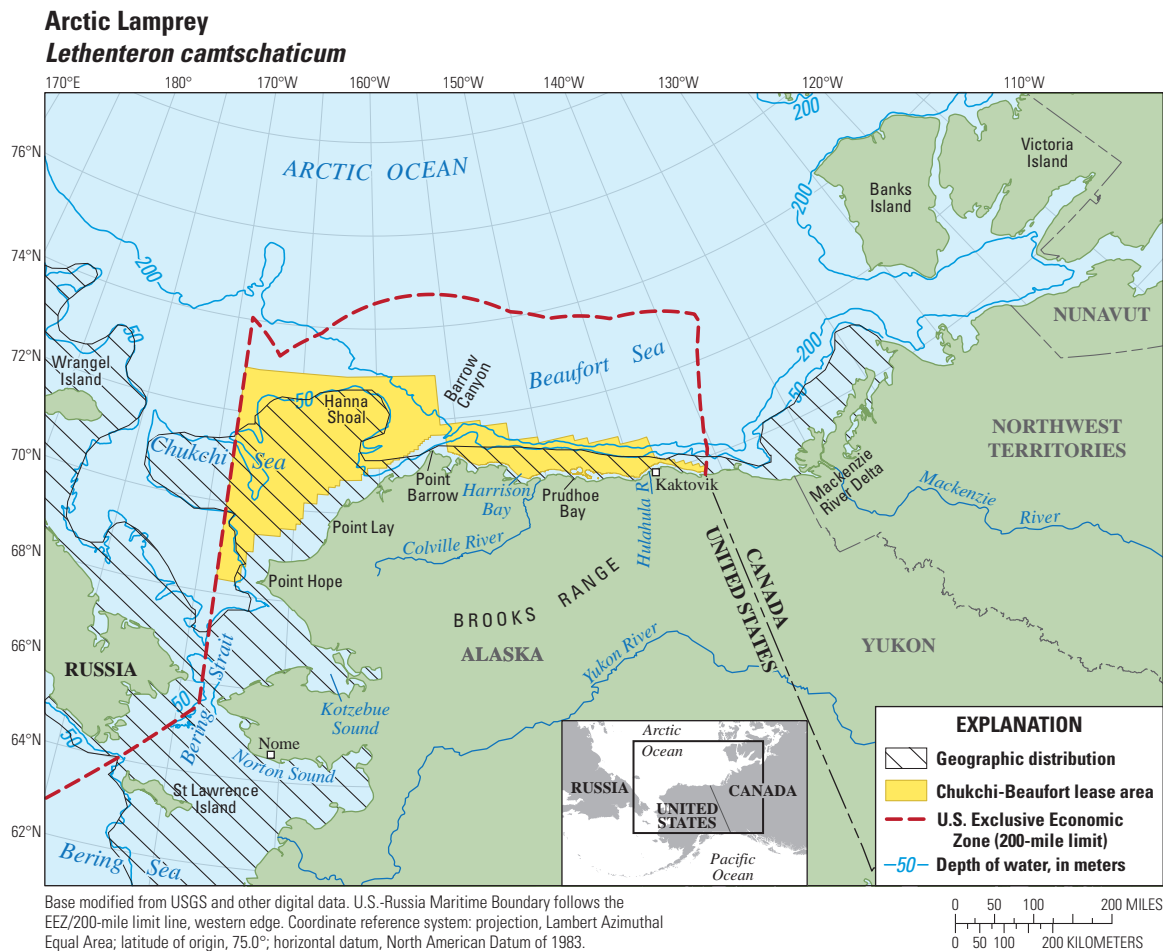 Arctic Lamprey
Lethenteron camtschaticum
170°E
180°
170°W
160°W
150°W
140°W
130°W
120°W
110°W
76°N
74°N
72°N
70°N
68°N
66°N
64°N
62°N
ARCTIC OCEAN
200
200
200
200
Victoria
Island
Banks
Island
NUNAVUT
50
Wrangel
Island
Beaufort Sea
Barrow
Canyon
50
Hanna
Shoal
50
Chukchi Sea
NORTHWEST
TERRITORIES
Point
Barrow
Harrison
Bay
Prudhoe
Bay
Kaktovik
Hulahula R
Mackenzie
River Delta
Mackenzie
River
Point Lay
Colville River
Point Hope
BROOKS RANGE
CANADA
UNITED STATES
ALASKA
YUKON
Yukon River
RUSSIA
Bering Strait
Kotzebue
Sound
50
50
Nome
Norton Sound
St Lawrence
Island
Bering Sea
Arctic
Ocean
RUSSIA
CANADA
UNITED
STATES
Pacific
Ocean
EXPLANATION
Geographic distribution
Chukchi-Beaufort lease area
U.S. Exclusive Economic
Zone (200-mile limit)
50 Depth of water, in meters
Base modified from USGS and other digital data. U.S.-Russia Maritime Boundary follows the
EEZ/200-mile limit line, western edge. Coordinate reference system: projection, Lambert Azimuthal
Equal Area; latitude of origin, 75.0°; horizontal datum, North American Datum of 1983.
0 50 100 200 MILES
0 50 100 200 KILOMETERS